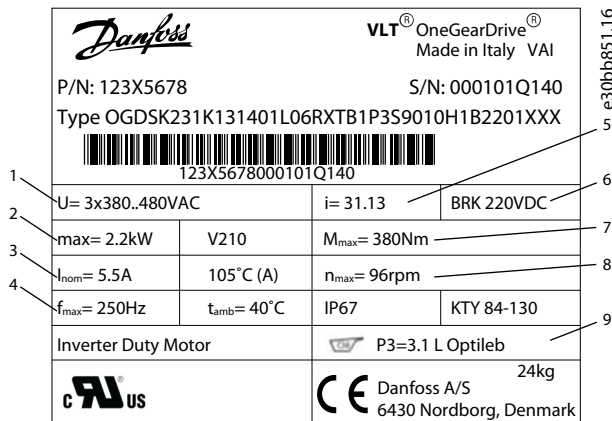 Danfoss
VLT® OneGearDrive®
Made in Italy VAI
P/N: 123X5678
S/N: 000101Q140
Type OGDSK231K131401L06RXTB1P3S9010H1B2201XXX
123X5678000101Q140
U= 3x380..480VAC
i= 31.13
BRK 220VDC
max= 2.2kW
V210
Mmax= 380Nm
Inom= 5.5A
105˚C (A)
nmax= 96rpm
fmax= 250Hz
tamb= 40˚C
IP67
KTY 84-130
Inverter Duty Motor
Oil P3=3.1 L Optileb
c RU® US
CE
24kg
Danfoss A/S
6430 Nordborg, Denmark
1
2
3
4
5
6
7
8
9
e30bb851.16